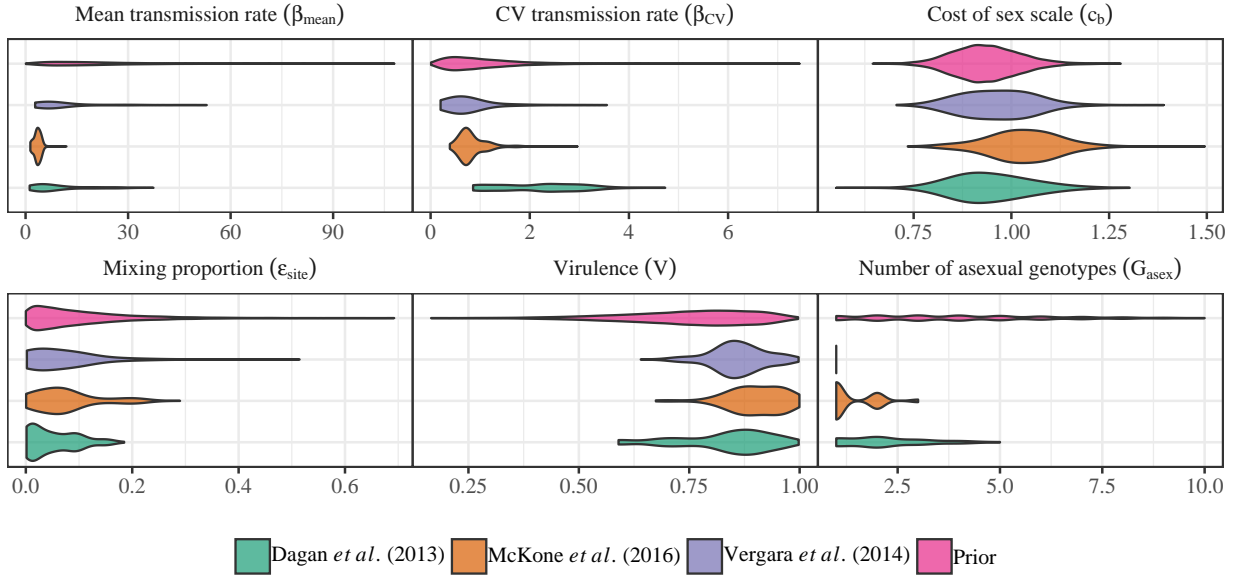 Mean transmission rate (βmean)
CV transmission rate (βCV)
Cost of sex scale (cb)
0 30 60 90
0 2 4 6
0.75 1.00 1.25 1.50
Mixing proportion (εsite)
Virulence (V)
Number of asexual genotypes (Gasex)
0.0 0.2 0.4 0.6
0.25 0.50 0.75 1.00
2.5 5.0 7.5 10.0
Dagan et al. (2013) McKone et al. (2016) Vergara et al. (2014) Prior